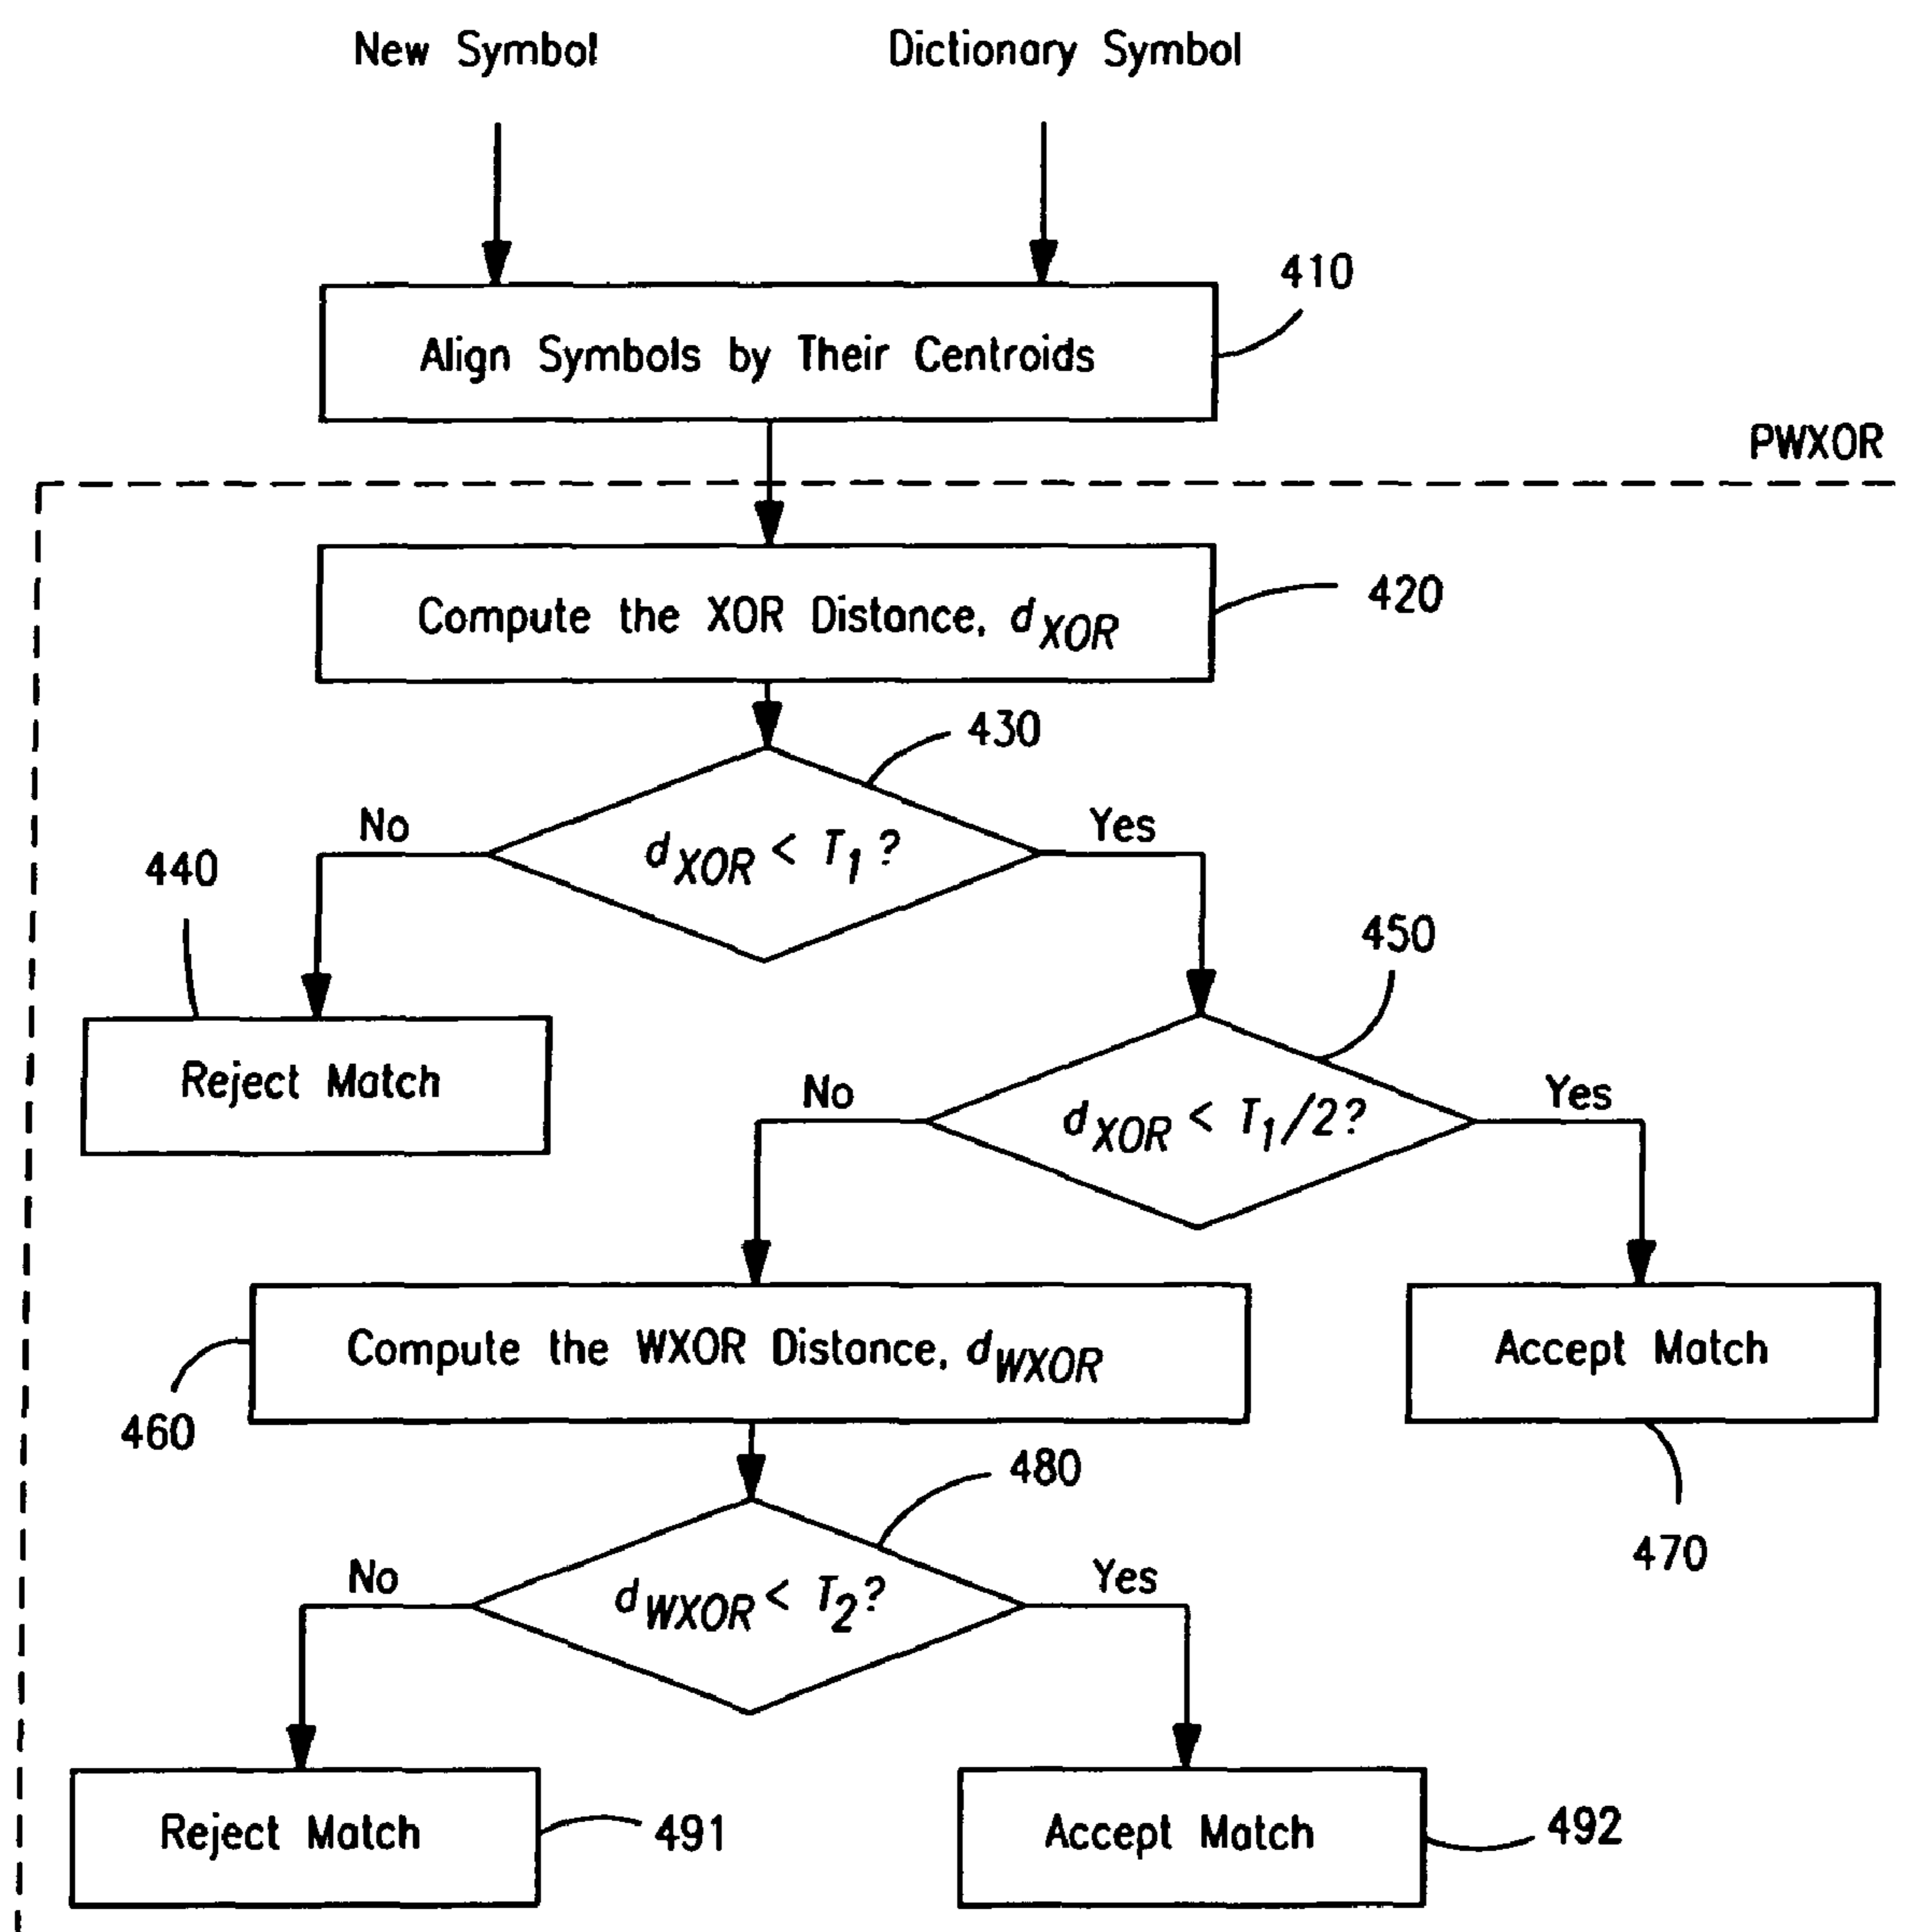 New Symbol
Dictionary Symbol
410
Align Symbols by Their Centroids
PWXOR
Compute the XOR Distance, dXOR
420
430
No
Yes
dXOR < T1 ?
440
450
Reject Match
No
Yes
dXOR < T1/2?
Compute the WXOR Distance, dWXOR
Accept Match
460
480
470
No
Yes
dWXOR < T2?
Reject Match
491
Accept Match
492